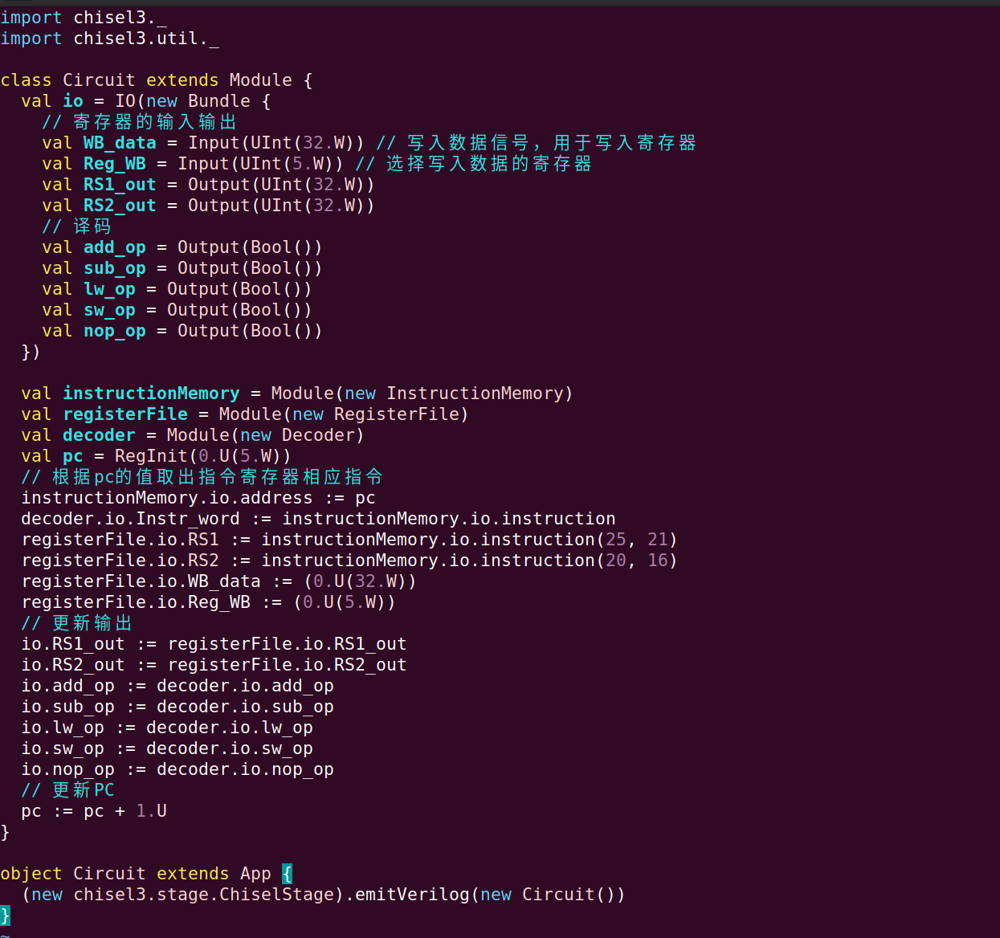 import chisel3._
import chisel3.util._

class Circuit extends Module {
  val io = IO(new Bundle {
    // 寄存器的输入输出
    val WB_data = Input(UInt(32.W)) // 写入数据信号，用于写入寄存器
    val Reg_WB = Input(UInt(5.W)) // 选择写入数据的寄存器
    val RS1_out = Output(UInt(32.W))
    val RS2_out = Output(UInt(32.W))
    // 译码
    val add_op = Output(Bool())
    val sub_op = Output(Bool())
    val lw_op = Output(Bool())
    val sw_op = Output(Bool())
    val nop_op = Output(Bool())
  })

  val instructionMemory = Module(new InstructionMemory)
  val registerFile = Module(new RegisterFile)
  val decoder = Module(new Decoder)
  val pc = RegInit(0.U(5.W))
  // 根据pc的值取出指令寄存器相应指令
  instructionMemory.io.address := pc
  decoder.io.Instr_word := instructionMemory.io.instruction
  registerFile.io.RS1 := instructionMemory.io.instruction(25, 21)
  registerFile.io.RS2 := instructionMemory.io.instruction(20, 16)
  registerFile.io.WB_data := (0.U(32.W))
  registerFile.io.Reg_WB := (0.U(5.W))
  // 更新输出
  io.RS1_out := registerFile.io.RS1_out
  io.RS2_out := registerFile.io.RS2_out
  io.add_op := decoder.io.add_op
  io.sub_op := decoder.io.sub_op
  io.lw_op := decoder.io.lw_op
  io.sw_op := decoder.io.sw_op
  io.nop_op := decoder.io.nop_op
  // 更新PC
  pc := pc + 1.U
}

object Circuit extends App {
  (new chisel3.stage.ChiselStage).emitVerilog(new Circuit())
}
~